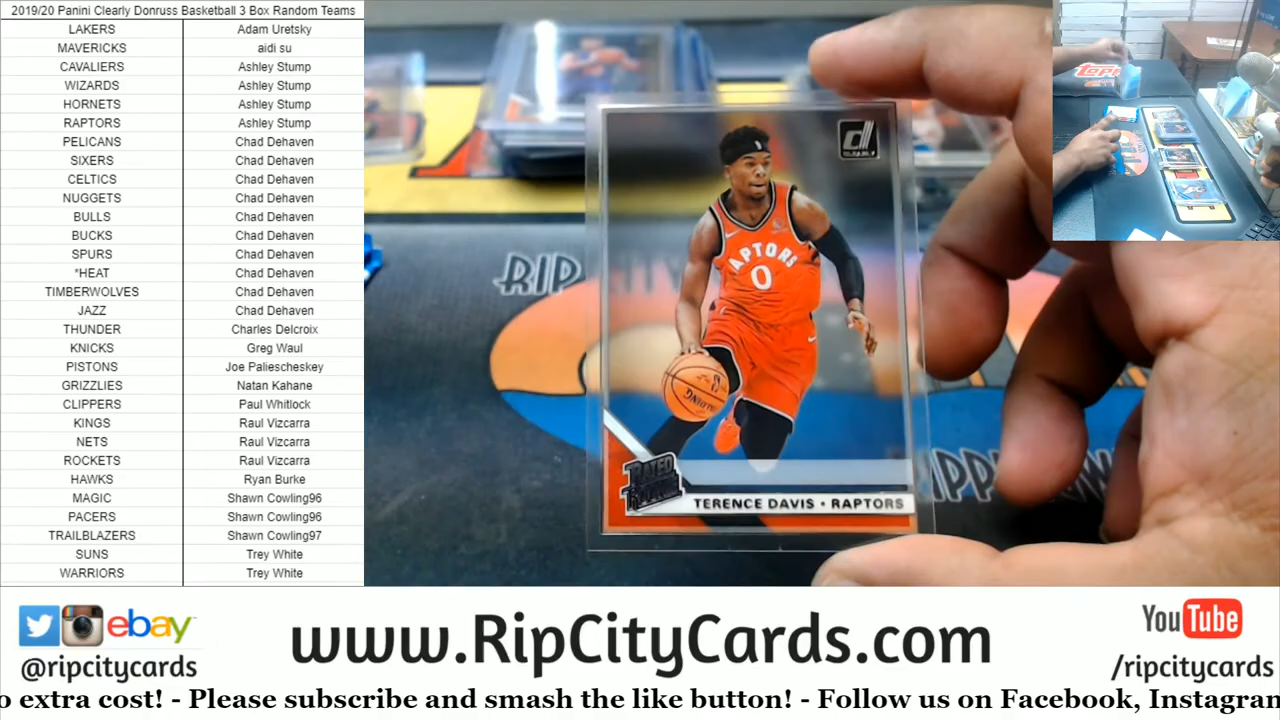 2019/20 Panini Clearly Donruss Basketball 3 Box Random Teams
LAKERS Adam Uretsky
MAVERICKS aidi su
CAVALIERS Ashley Stump
WIZARDS Ashley Stump
HORNETS Ashley Stump
RAPTORS Ashley Stump
PELICANS Chad Dehaven
SIXERS Chad Dehaven
CELTICS Chad Dehaven
NUGGETS Chad Dehaven
BULLS Chad Dehaven
BUCKS Chad Dehaven
SPURS Chad Dehaven
*HEAT Chad Dehaven
TIMBERWOLVES Chad Dehaven
JAZZ Chad Dehaven
THUNDER Charles Delcroix
KNICKS Greg Waul
PISTONS Joe Paliescheskey
GRIZZLIES Natan Kahane
CLIPPERS Paul Whitlock
KINGS Raul Vizcarra
NETS Raul Vizcarra
ROCKETS Raul Vizcarra
HAWKS Ryan Burke
MAGIC Shawn Cowling96
PACERS Shawn Cowling96
TRAILBLAZERS Shawn Cowling97
SUNS Trey White
WARRIORS Trey White
RIP
d
CLEARLY
RAPTORS
0
SPALDING
RATED
ROOKIE
TERENCE DAVIS • RAPTORS
Topps
ebay
@ripcitycards
www.RipCityCards.com
YouTube
/ripcitycards
o extra cost! - Please subscribe and smash the like button! - Follow us on Facebook, Instagran